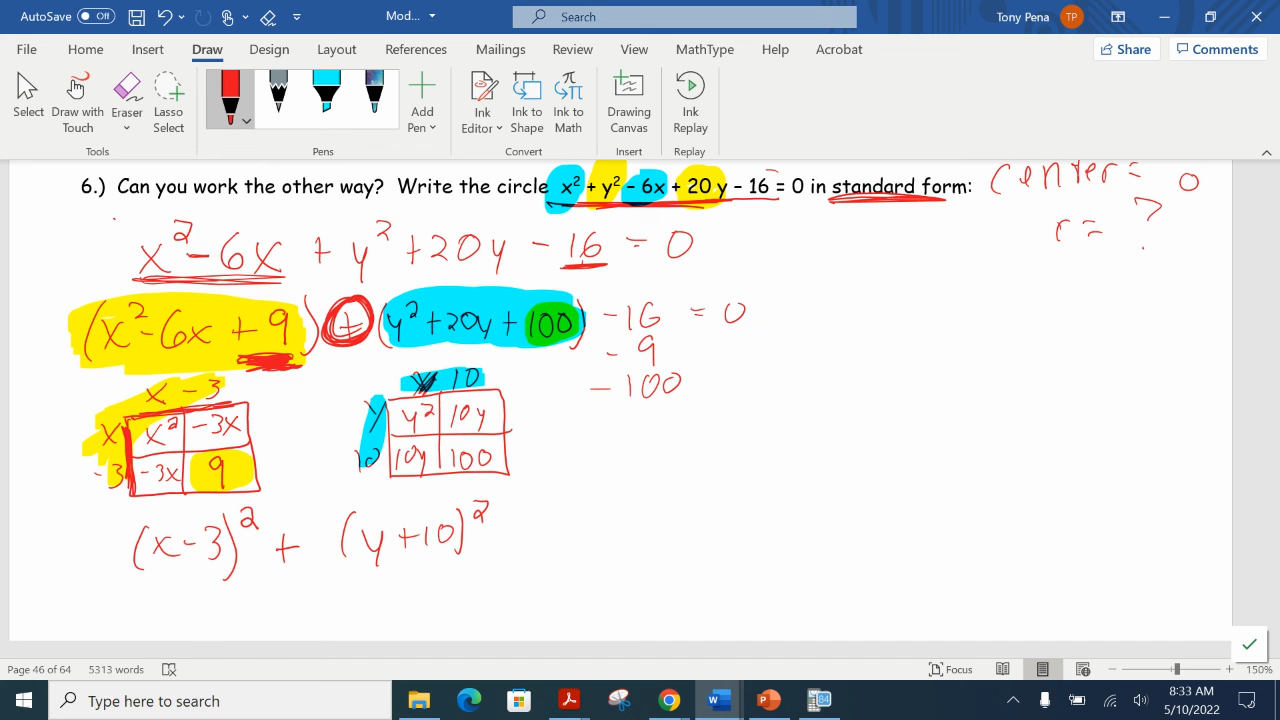 AutoSave Off Mod... Search Tony Pena TP
File Home Insert Draw Design Layout References Mailings Review View MathType Help Acrobat Share Comments
Select Draw with Touch Eraser Lasso Select Add Pen Ink Editor Ink to Shape Ink to Math Drawing Canvas Ink Replay
Tools Pens Convert Insert Replay
6.) Can you work the other way? Write the circle x² + y² - 6x + 20 y - 16 = 0 in standard form:
center =
r = ?
x² - 6x + y² + 20y - 16 = 0
(x² - 6x + 9) + (y² + 20y + 100) - 16 = 0
- 9
- 100
x - 3
10
x x² -3x
y y² 10y
-3 -3x 9
10 10y 100
(x - 3)² + (y + 10)²
Page 46 of 64 5313 words Focus 150%
Type here to search
8:33 AM
5/10/2022